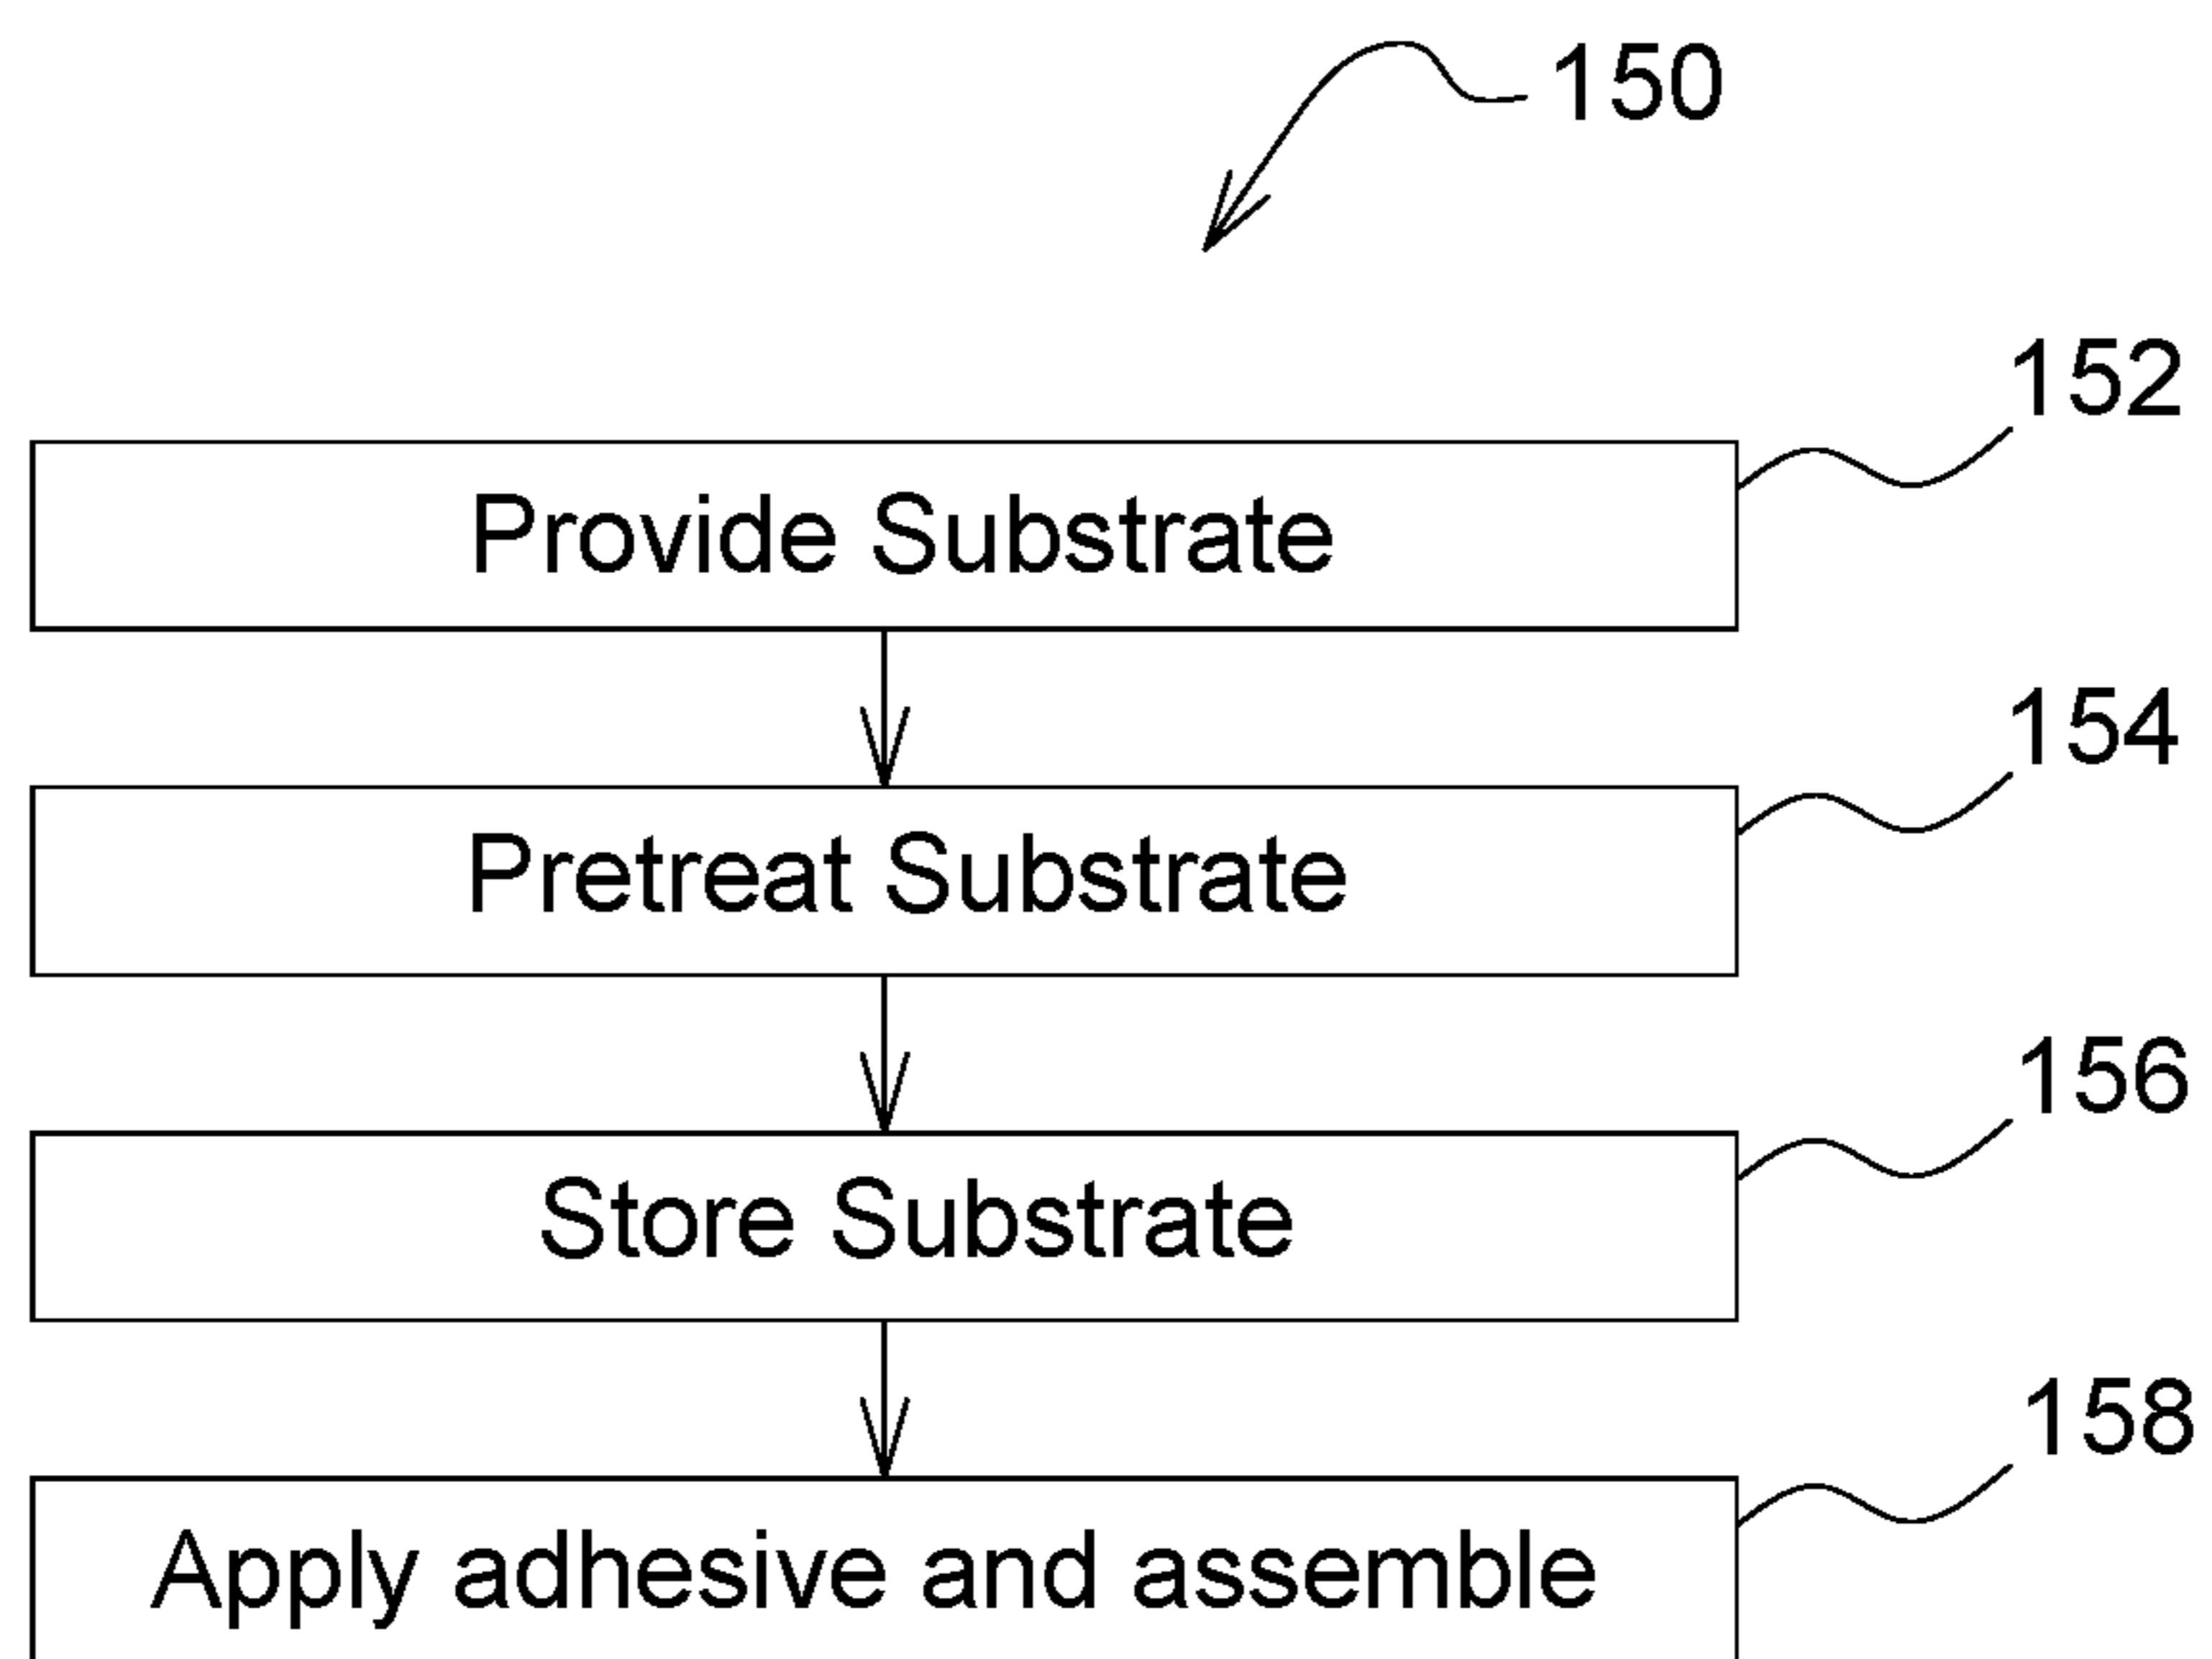 150
152
Provide Substrate
154
Pretreat Substrate
156
Store Substrate
158
Apply adhesive and assemble